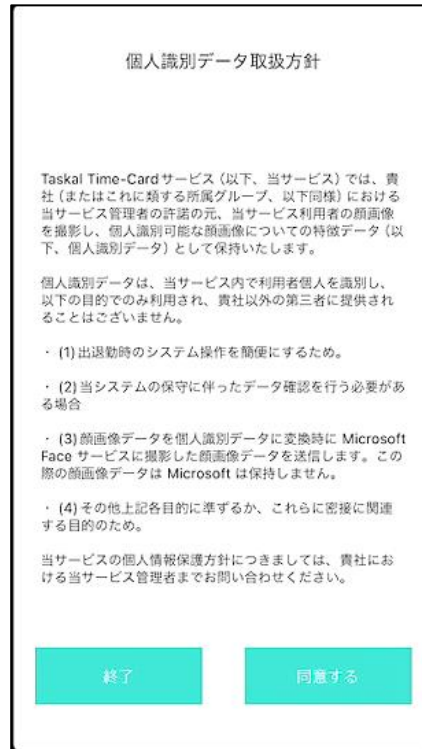 個人識別データ取扱方針
Taskal Time-Cardサービス（以下、当サービス）では、貴
社（またはこれに類する所属グループ、以下同様）における
当サービス管理者の許諾の元、当サービス利用者の顔画像
を撮影し、個人識別可能な顔画像についての特徴データ（以
下、個人識別データ）として保持いたします。
個人識別データは、当サービス内で利用者個人を識別し、
以下の目的でのみ利用され、貴社以外の第三者に提供され
ることはございません。
・ (1)出退勤時のシステム操作を簡便にするため。
・ (2)当システムの保守に伴ったデータ確認を行う必要があ
る場合
・ (3)顔画像データを個人識別データに変換時に Microsoft
Face サービスに撮影した顔画像データを送信します。この
際の顔画像データは Microsoft は保持しません。
・ (4)その他上記各目的に準ずるか、これらに密接に関連
する目的のため。
当サービスの個人情報保護方針につきましては、貴社にお
ける当サービス管理者までお問い合わせください。
終了
同意する